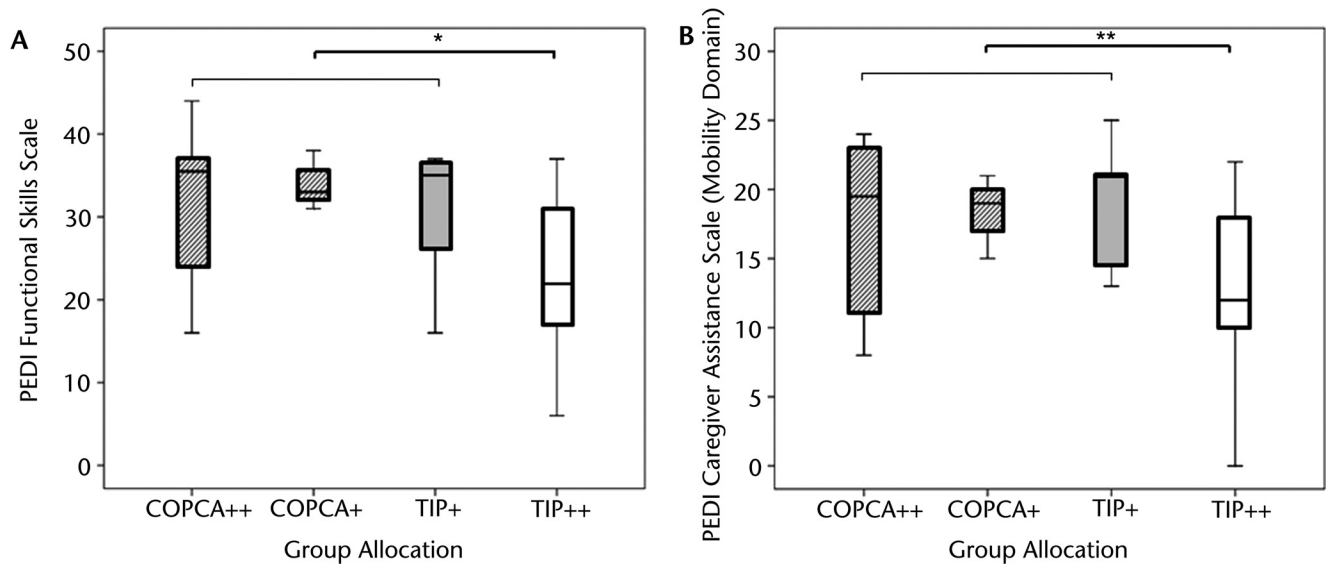 A
PEDI Functional Skills Scale
50
40
30
20
10
0
*
COPCA++ COPCA+ TIP+ TIP++
Group Allocation
B
PEDI Caregiver Assistance Scale (Mobility Domain)
30
25
20
15
10
5
0
**
COPCA++ COPCA+ TIP+ TIP++
Group Allocation